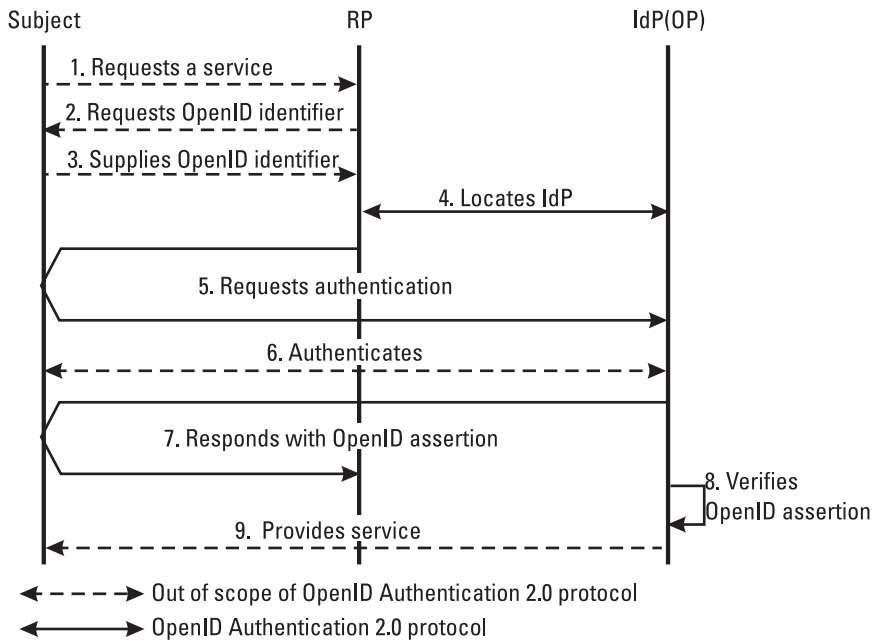 Subject
RP
IdP(OP)
1. Requests a service
2. Requests OpenID identifier
3. Supplies OpenID identifier
4. Locates IdP
5. Requests authentication
6. Authenticates
7. Responds with OpenID assertion
8. Verifies
OpenID assertion
9. Provides service
Out of scope of OpenID Authentication 2.0 protocol
OpenID Authentication 2.0 protocol